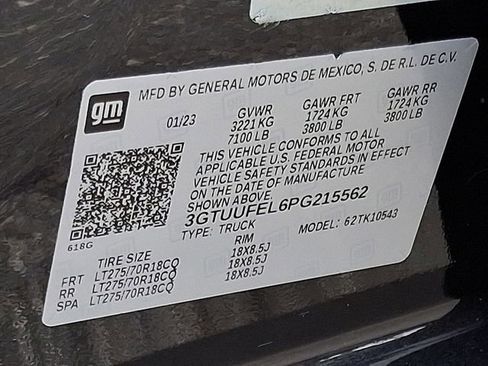 gm
MFD BY GENERAL MOTORS DE MEXICO, S. DE R.L. DE C.V.
01/23 GVWR GAWR FRT GAWR RR
3221 KG 1724 KG 1724 KG
7100 LB 3800 LB 3800 LB
THIS VEHICLE CONFORMS TO ALL
APPLICABLE U.S. FEDERAL MOTOR
VEHICLE SAFETY STANDARDS IN EFFECT
ON THE DATE OF MANUFACTURE
SHOWN ABOVE.
3GTUUFEL6PG215562
TYPE: TRUCK MODEL: 62TK10543
618G
TIRE SIZE RIM
FRT LT275/70R18CQ 18X8.5J
RR LT275/70R18CQ 18X8.5J
SPA LT275/70R18CQ 18X8.5J